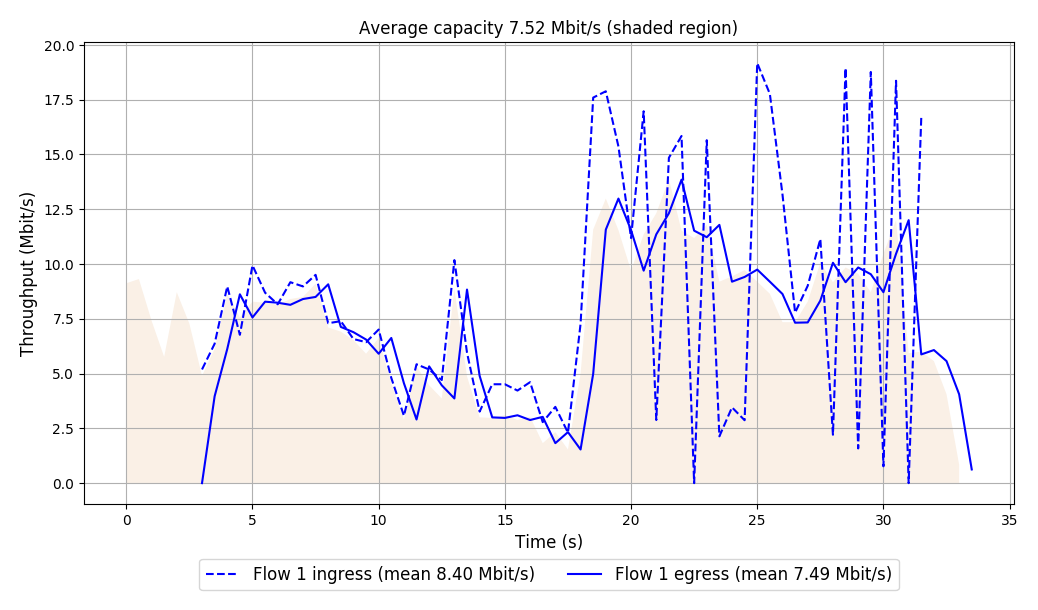 Average capacity 7.52 Mbit/s (shaded region)
20.0
17.5
15.0
12.5
10.0
7.5
5.0
2.5
0.0
Throughput (Mbit/s)
0 5 10 15 20 25 30 35
Time (s)
Flow 1 ingress (mean 8.40 Mbit/s) Flow 1 egress (mean 7.49 Mbit/s)